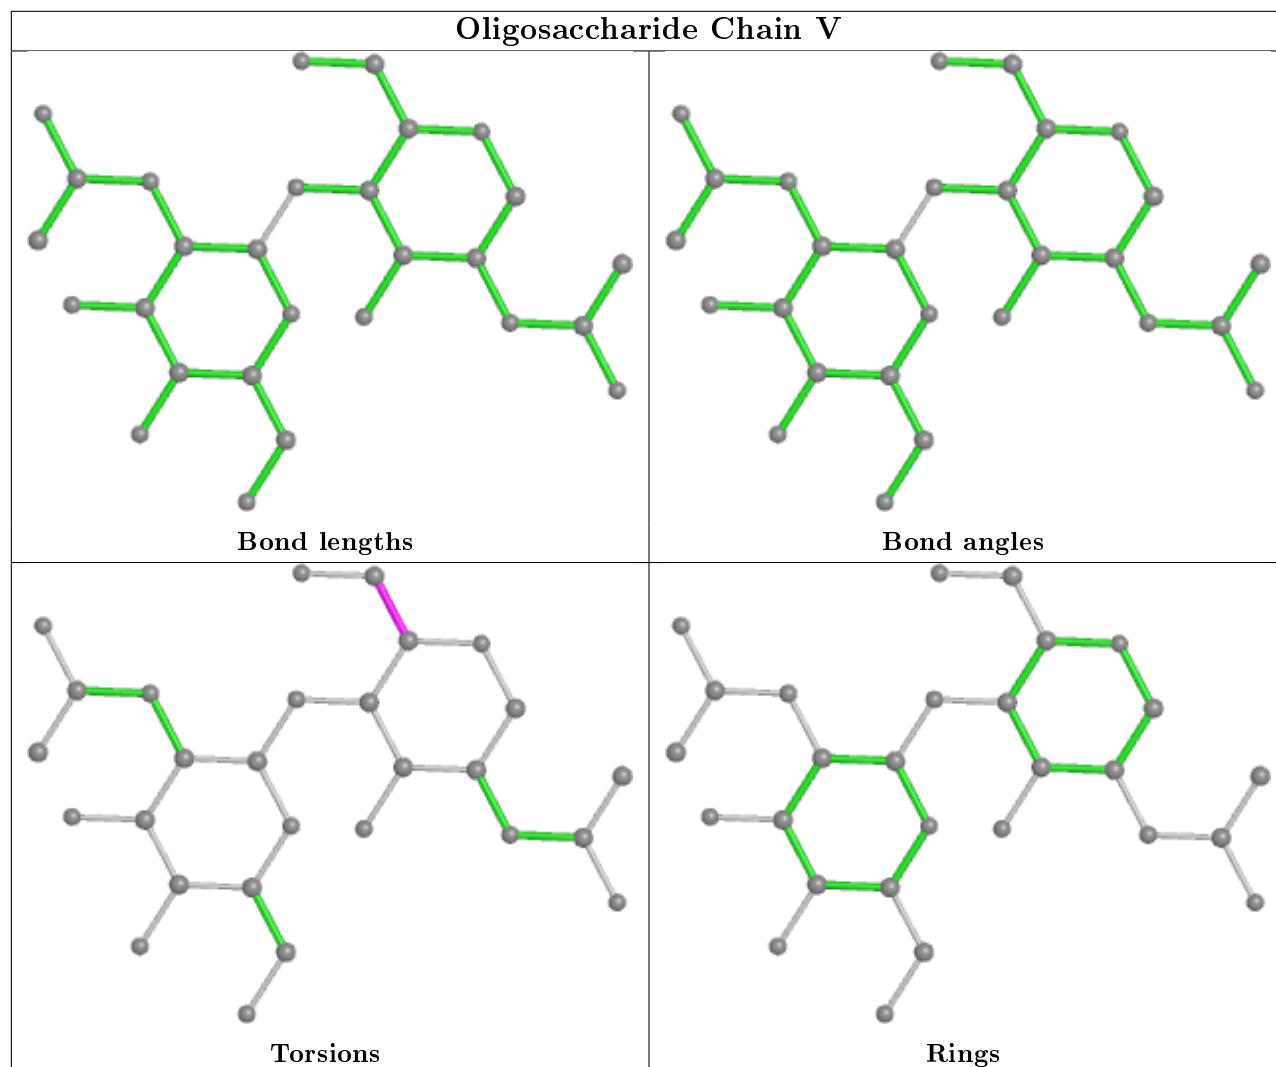 Oligosaccharide Chain V
Bond lengths
Bond angles
Torsions
Rings